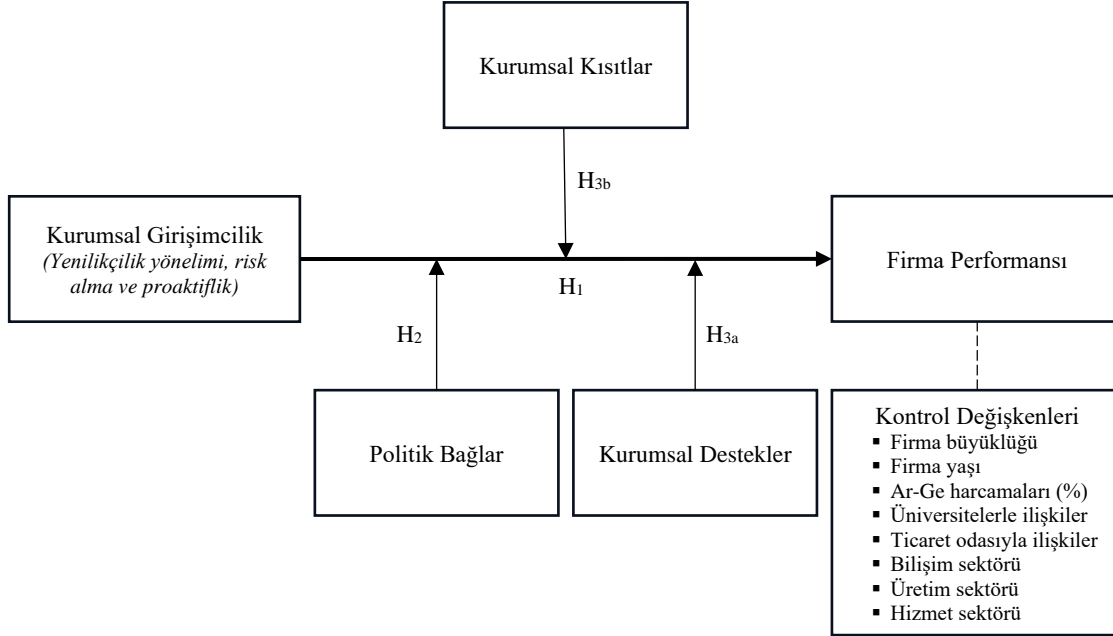 Kurumsal Kısıtlar
H3b
Kurumsal Girişimcilik
(Yenilikçilik yönelimi, risk
alma ve proaktiflik)
Firma Performansı
H1
H2
H3a
Politik Bağlar
Kurumsal Destekler
Kontrol Değişkenleri
▪ Firma büyüklüğü
▪ Firma yaşı
▪ Ar-Ge harcamaları (%)
▪ Üniversitelerle ilişkiler
▪ Ticaret odasıyla ilişkiler
▪ Bilişim sektörü
▪ Üretim sektörü
▪ Hizmet sektörü